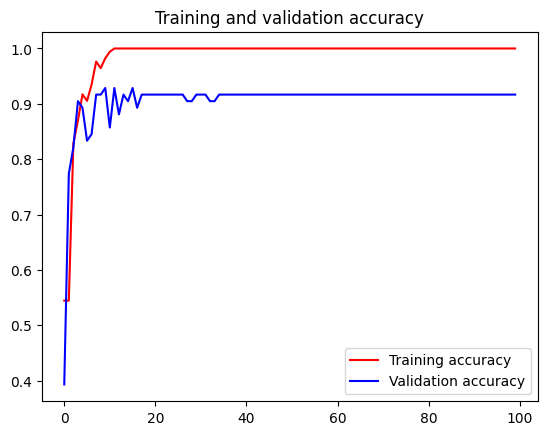 Training and validation accuracy
1.0
0.9
0.8
0.7
0.6
0.5
0.4
0 20 40 60 80 100
Training accuracy
Validation accuracy